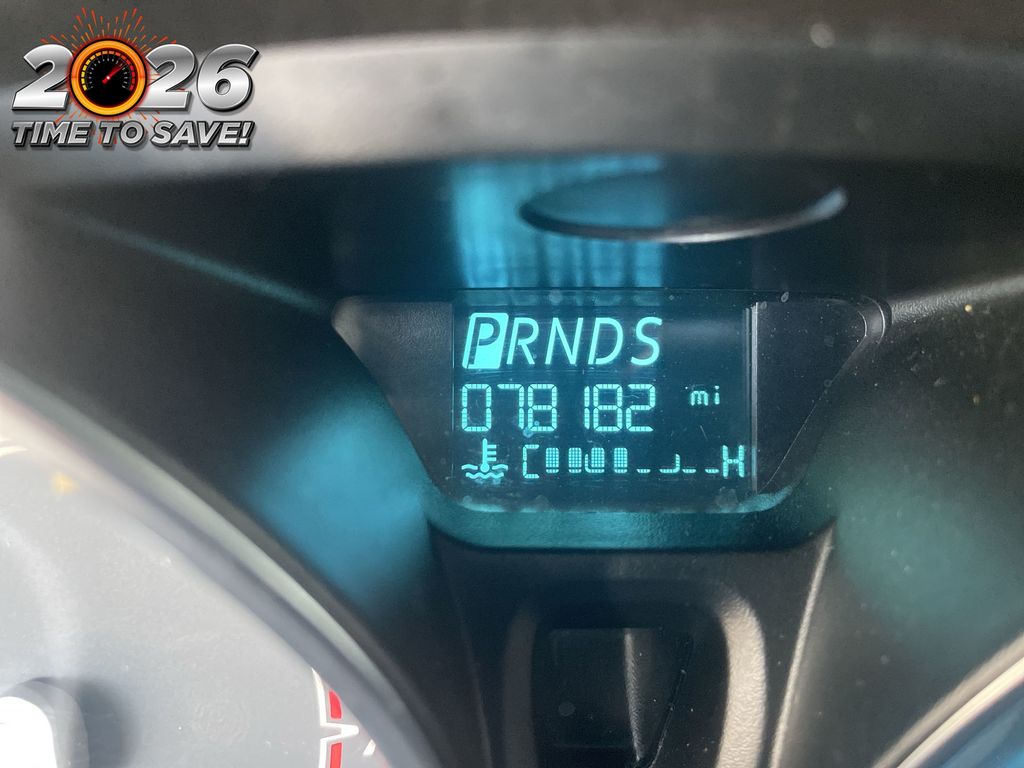 2026
TIME TO SAVE!
PRNDS
078182 mi
C H